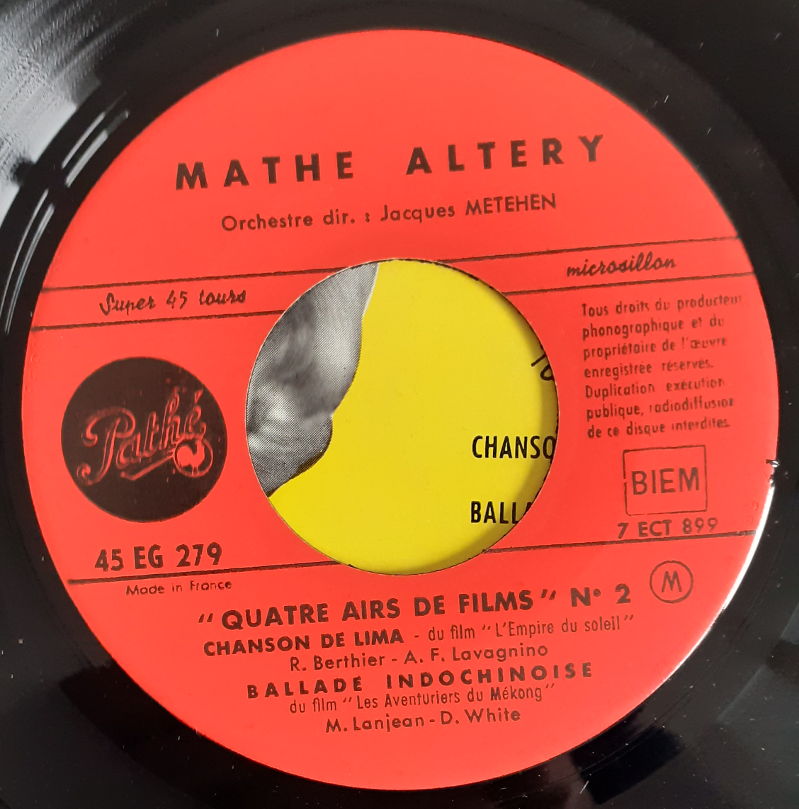 MATHE ALTERY
Orchestre dir. : Jacques METEHEN
Super 45 tours
microsillon
Tous droits du producteur
phonographique et du
propriétaire de l'œuvre
enregistrée réservés.
Duplication exécution
publique, radiodiffusion
de ce disque interdites.
Pathé
BIEM
7 ECT 899
45 EG 279
Made in France
CHANSO
BALL
"QUATRE AIRS DE FILMS" N° 2
M
CHANSON DE LIMA - du film "L'Empire du soleil"
R. Berthier - A. F. Lavagnino
BALLADE INDOCHINOISE
du film "Les Aventuriers du Mékong"
M. Lanjean - D. White